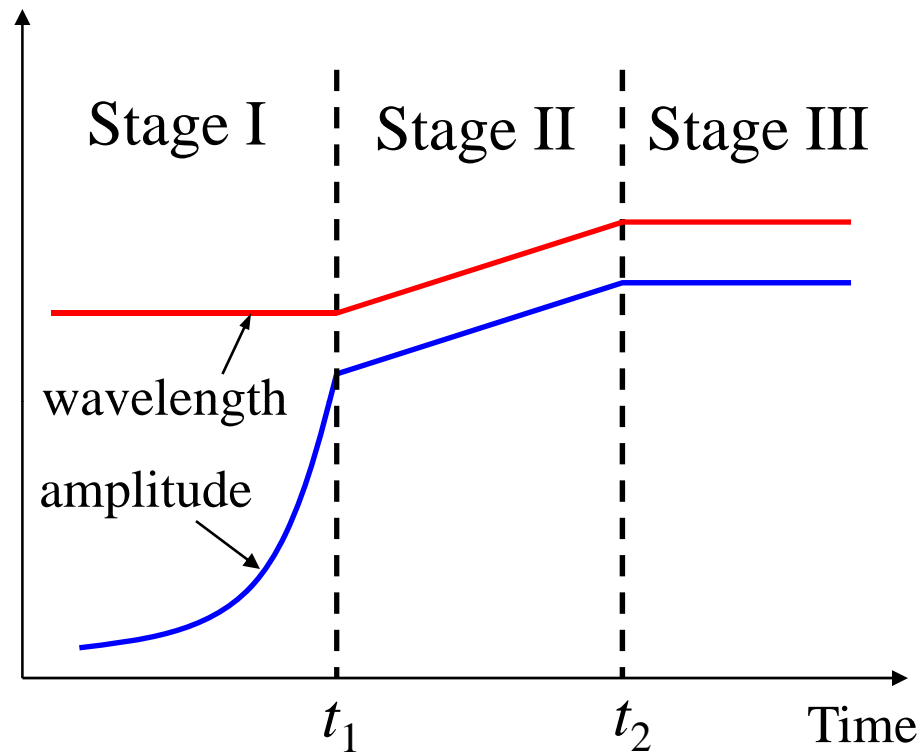 Stage I
Stage II
Stage III
wavelength
amplitude
t₁
t₂
Time